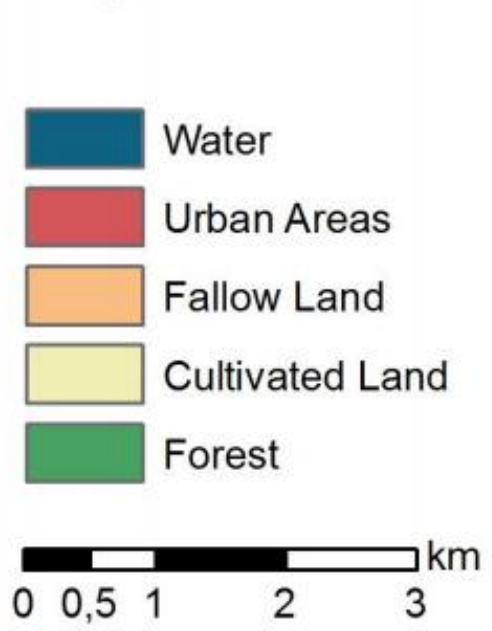 Water
Urban Areas
Fallow Land
Cultivated Land
Forest
km
0 0,5 1 2 3